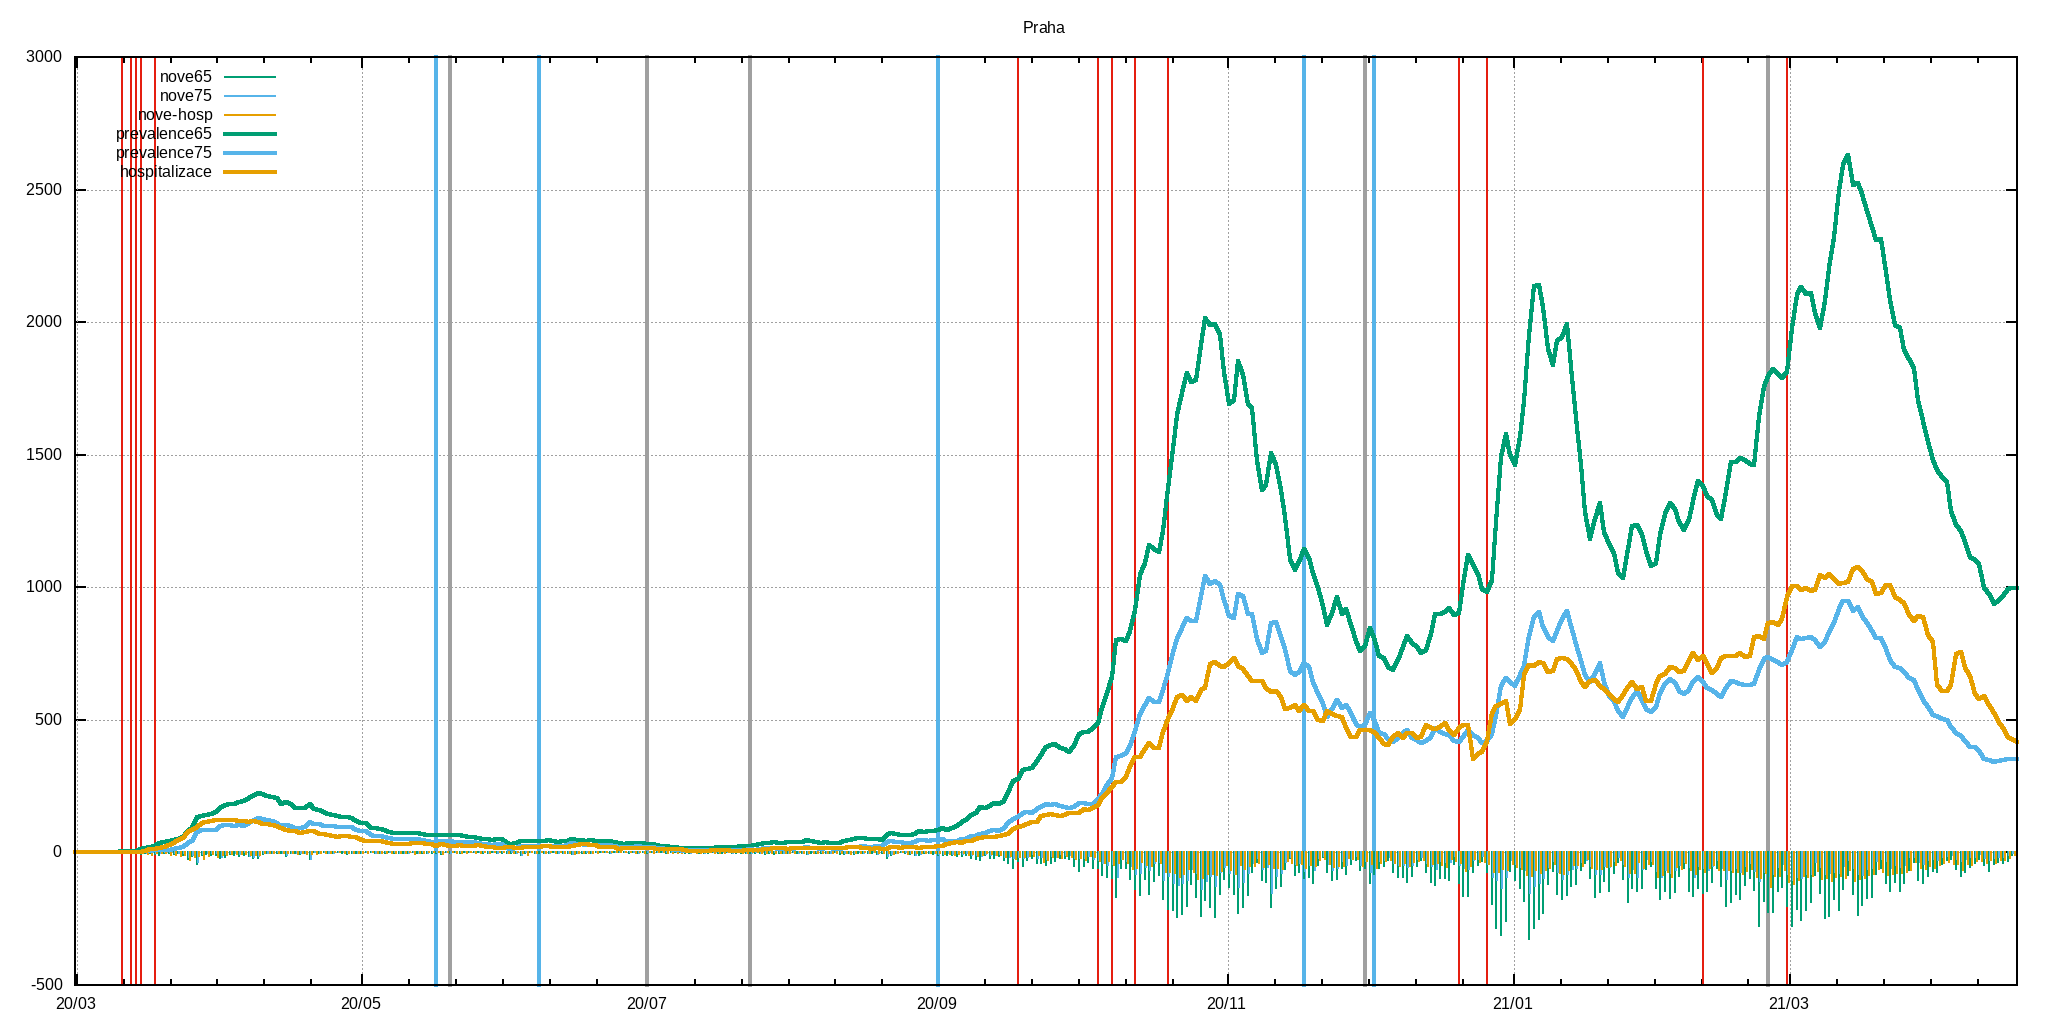 Praha
3000
nove65
nove75
nove-hosp
prevalence65
prevalence75
hospitalizace
2500
2000
1500
1000
500
0
-500
20/03 20/05 20/07 20/09 20/11 21/01 21/03